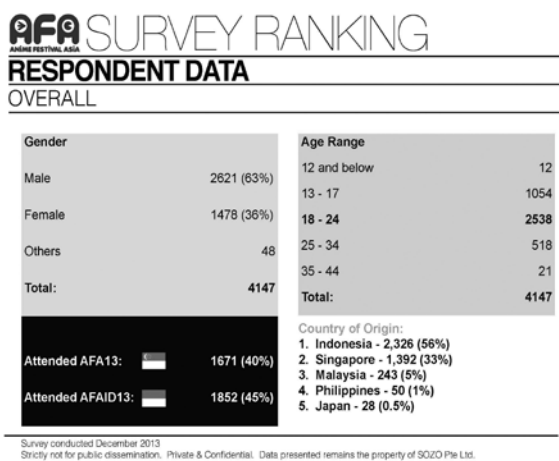 AFA SURVEY RANKING
ANIME FESTIVAL ASIA
RESPONDENT DATA
OVERALL
Gender
Male 2621 (63%)
Female 1478 (36%)
Others 48
Total: 4147
Attended AFA13: 1671 (40%)
Attended AFAID13: 1852 (45%)
Age Range
12 and below 12
13 - 17 1054
18 - 24 2538
25 - 34 518
35 - 44 21
Total: 4147
Country of Origin:
1. Indonesia - 2,326 (56%)
2. Singapore - 1,392 (33%)
3. Malaysia - 243 (5%)
4. Philippines - 50 (1%)
5. Japan - 28 (0.5%)
Survey conducted December 2013
Strictly not for public dissemination. Private & Confidential. Data presented remains the property of SOZO Pte Ltd.